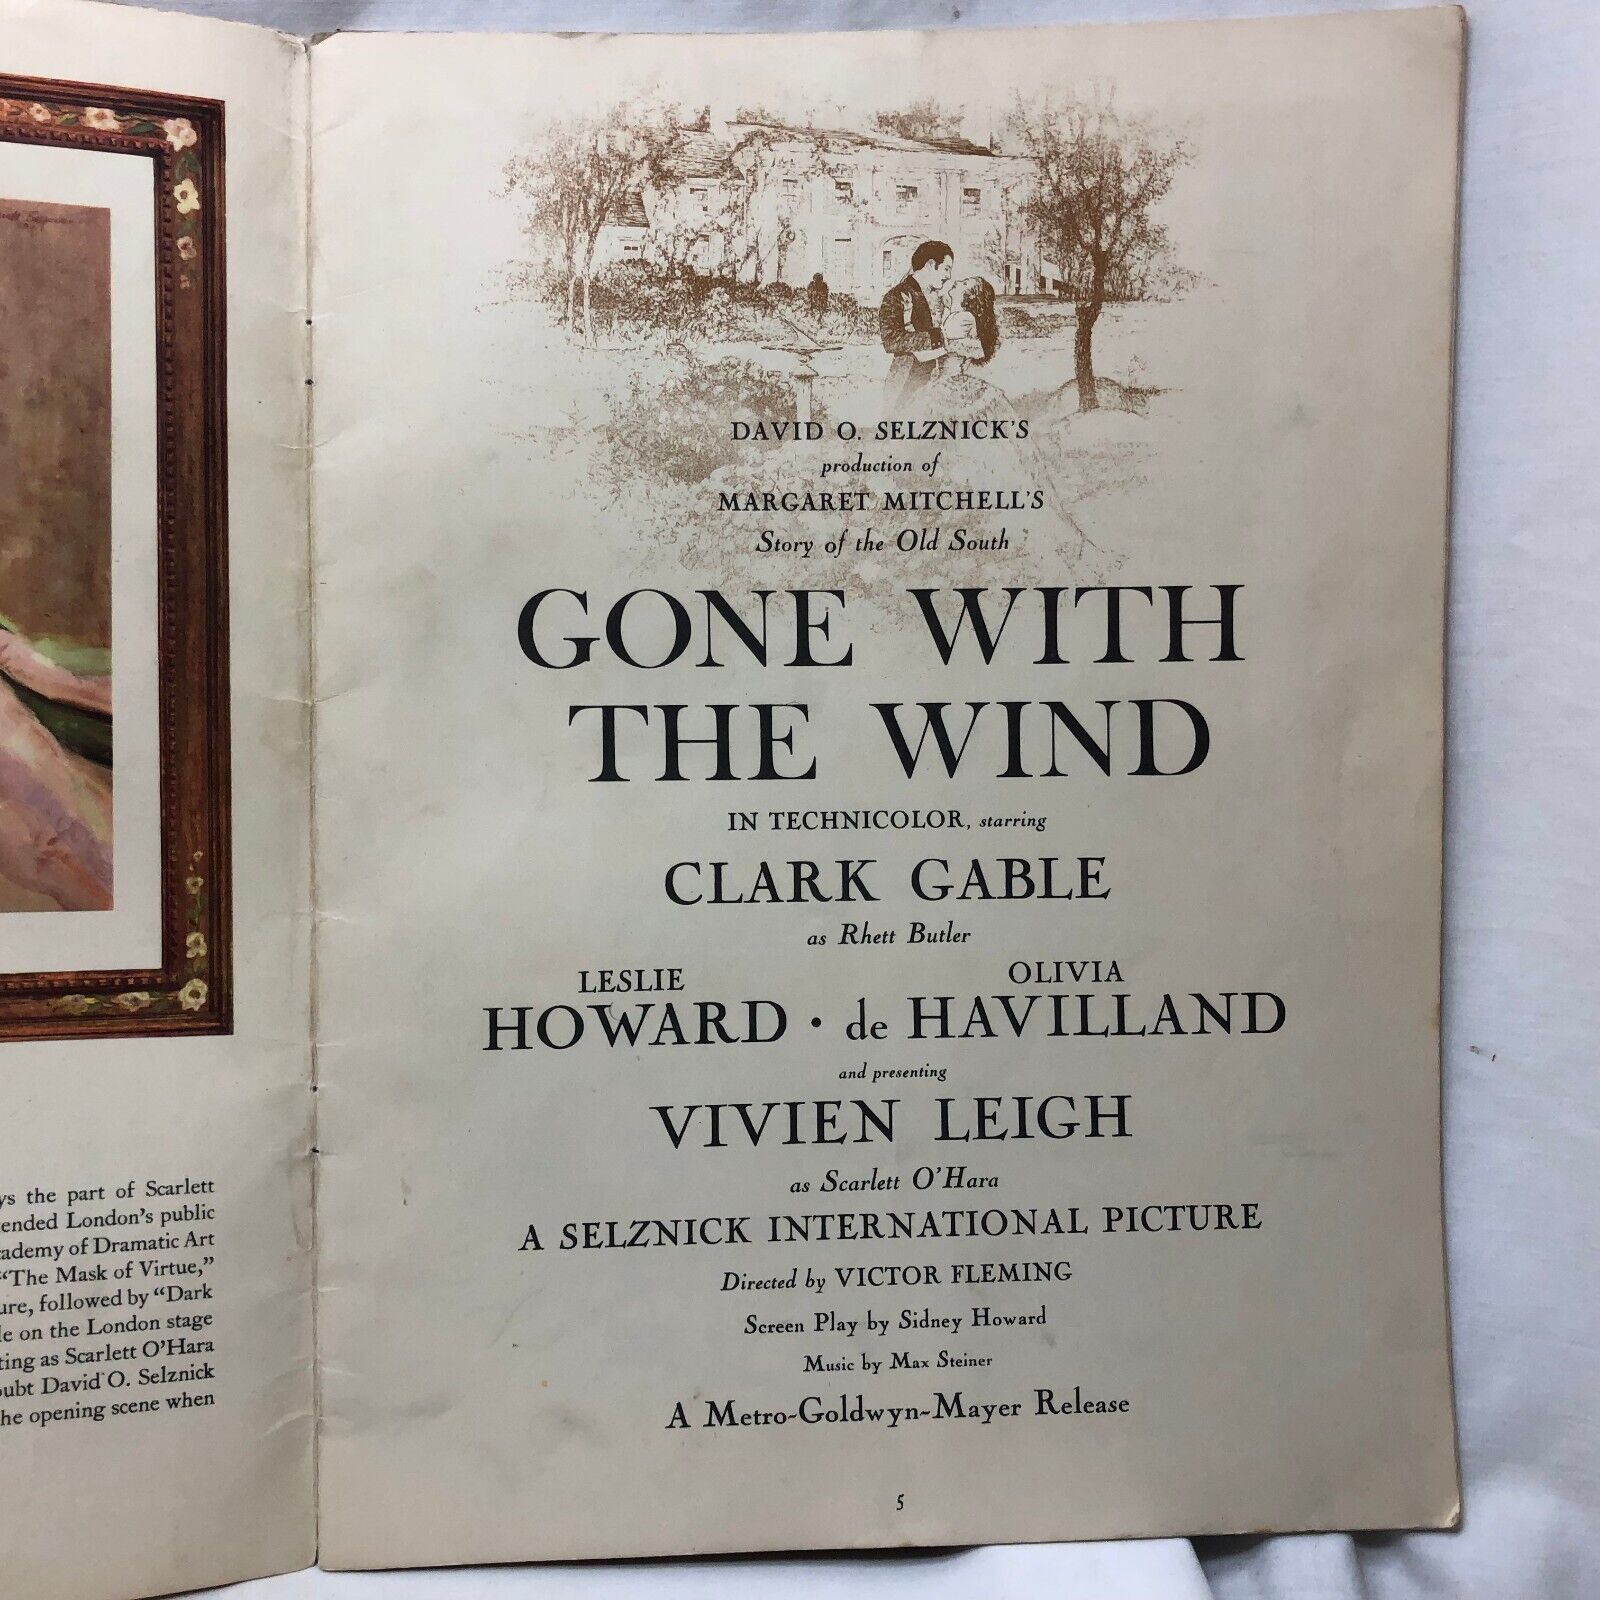 ys the part of Scarlett
tended London's public
cademy of Dramatic Art
"The Mask of Virtue,"
ure, followed by "Dark
le on the London stage
ting as Scarlett O'Hara
oubt David O. Selznick
he opening scene when
DAVID O. SELZNICK'S
production of
MARGARET MITCHELL'S
Story of the Old South
GONE WITH
THE WIND
IN TECHNICOLOR, starring
CLARK GABLE
as Rhett Butler
LESLIE OLIVIA
HOWARD • de HAVILLAND
and presenting
VIVIEN LEIGH
as Scarlett O'Hara
A SELZNICK INTERNATIONAL PICTURE
Directed by VICTOR FLEMING
Screen Play by Sidney Howard
Music by Max Steiner
A Metro-Goldwyn-Mayer Release
5